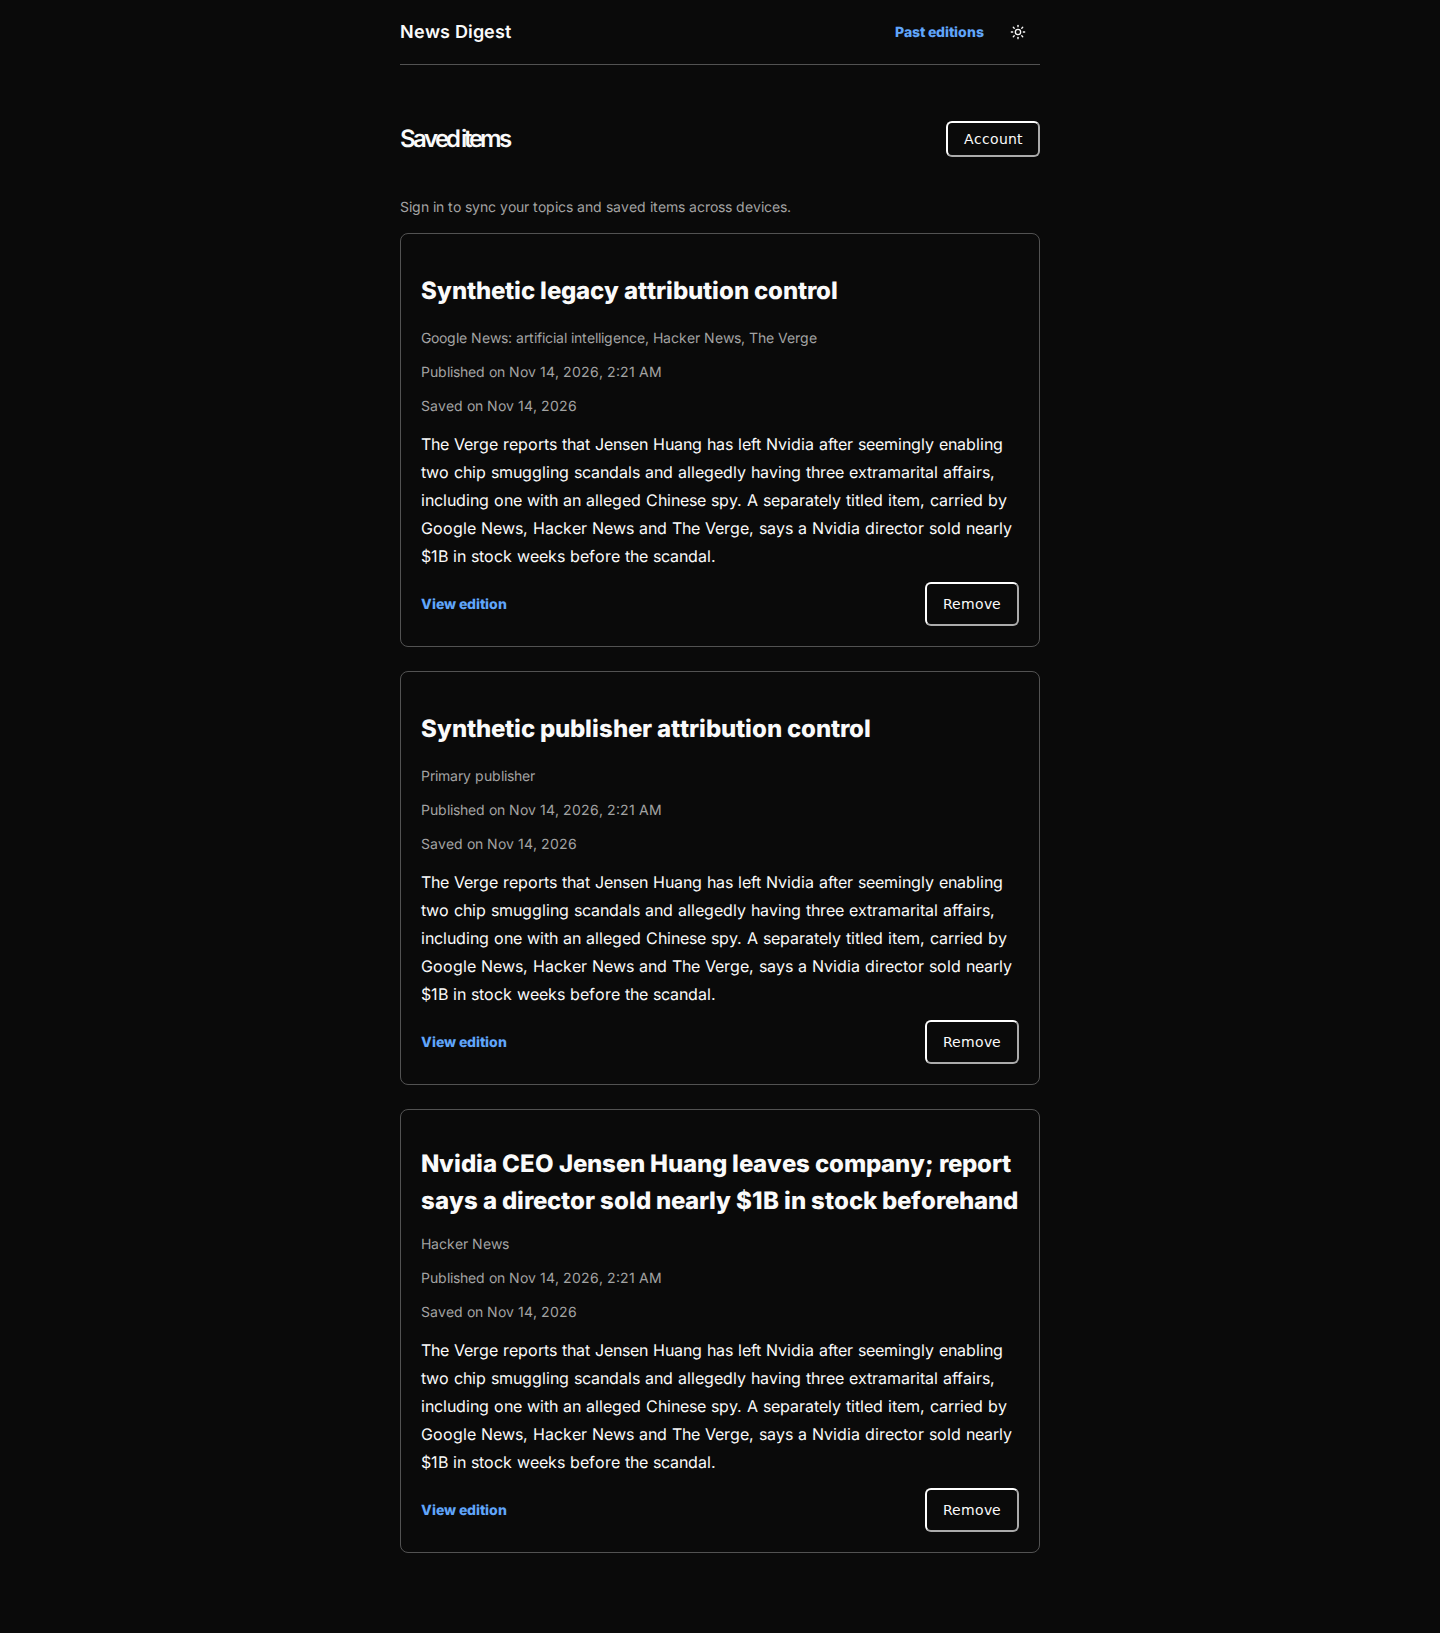 News Digest
Past editions
Saved items
Account
Sign in to sync your topics and saved items across devices.
Synthetic legacy attribution control
Google News: artificial intelligence, Hacker News, The Verge
Published on Nov 14, 2026, 2:21 AM
Saved on Nov 14, 2026
The Verge reports that Jensen Huang has left Nvidia after seemingly enabling
two chip smuggling scandals and allegedly having three extramarital affairs,
including one with an alleged Chinese spy. A separately titled item, carried by
Google News, Hacker News and The Verge, says a Nvidia director sold nearly
$1B in stock weeks before the scandal.
View edition
Remove
Synthetic publisher attribution control
Primary publisher
Published on Nov 14, 2026, 2:21 AM
Saved on Nov 14, 2026
The Verge reports that Jensen Huang has left Nvidia after seemingly enabling
two chip smuggling scandals and allegedly having three extramarital affairs,
including one with an alleged Chinese spy. A separately titled item, carried by
Google News, Hacker News and The Verge, says a Nvidia director sold nearly
$1B in stock weeks before the scandal.
View edition
Remove
Nvidia CEO Jensen Huang leaves company; report
says a director sold nearly $1B in stock beforehand
Hacker News
Published on Nov 14, 2026, 2:21 AM
Saved on Nov 14, 2026
The Verge reports that Jensen Huang has left Nvidia after seemingly enabling
two chip smuggling scandals and allegedly having three extramarital affairs,
including one with an alleged Chinese spy. A separately titled item, carried by
Google News, Hacker News and The Verge, says a Nvidia director sold nearly
$1B in stock weeks before the scandal.
View edition
Remove